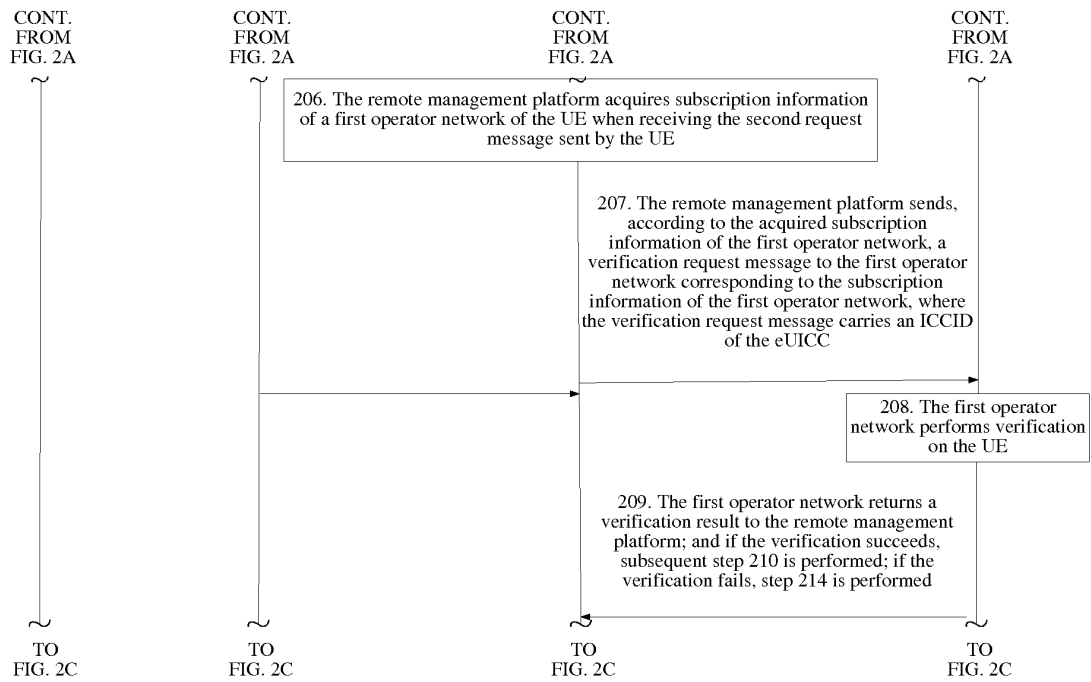 CONT.
FROM
FIG. 2A
CONT.
FROM
FIG. 2A
CONT.
FROM
FIG. 2A
CONT.
FROM
FIG. 2A
206. The remote management platform acquires subscription information
of a first operator network of the UE when receiving the second request
message sent by the UE
207. The remote management platform sends,
according to the acquired subscription
information of the first operator network, a
verification request message to the first operator
network corresponding to the subscription
information of the first operator network, where
the verification request message carries an ICCID
of the eUICC
208. The first operator
network performs verification
on the UE
209. The first operator network returns a
verification result to the remote management
platform; and if the verification succeeds,
subsequent step 210 is performed; if the
verification fails, step 214 is performed
TO
FIG. 2C
TO
FIG. 2C
TO
FIG. 2C
TO
FIG. 2C